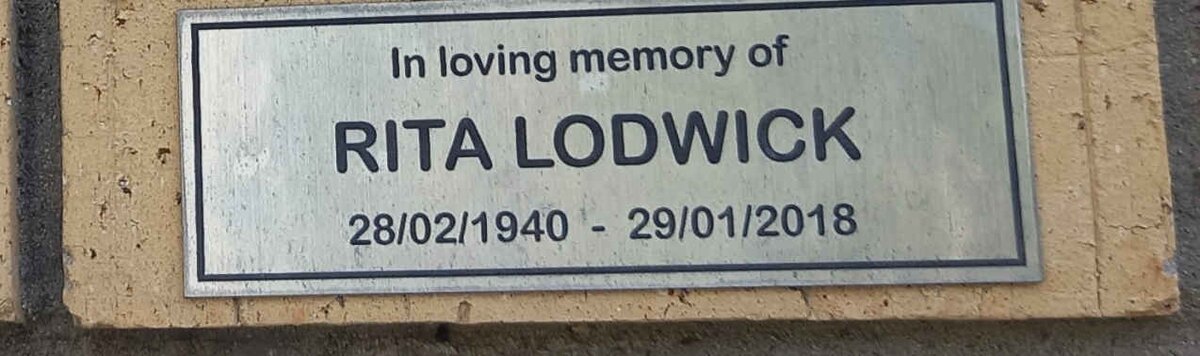 In loving memory of
RITA LODWICK
28/02/1940 - 29/01/2018